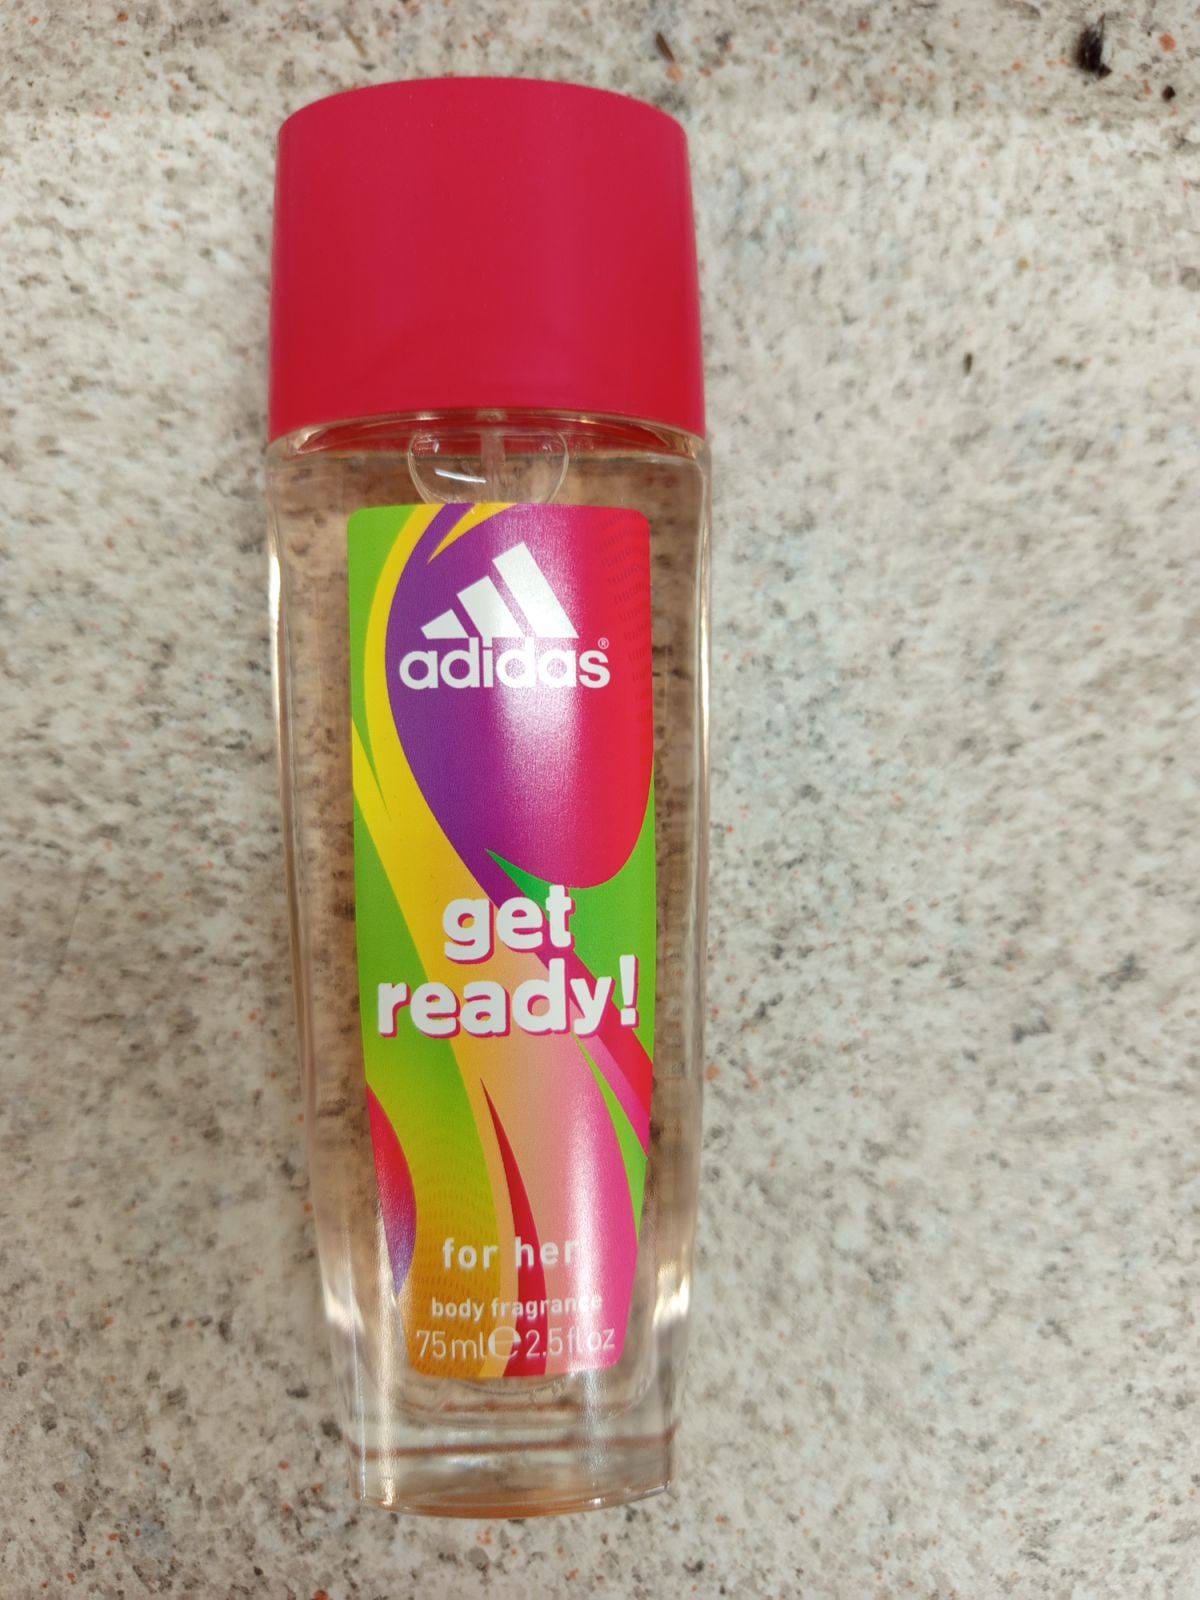 adidas®
get
ready!
for her
body fragrance
75ml℮2.5fl oz